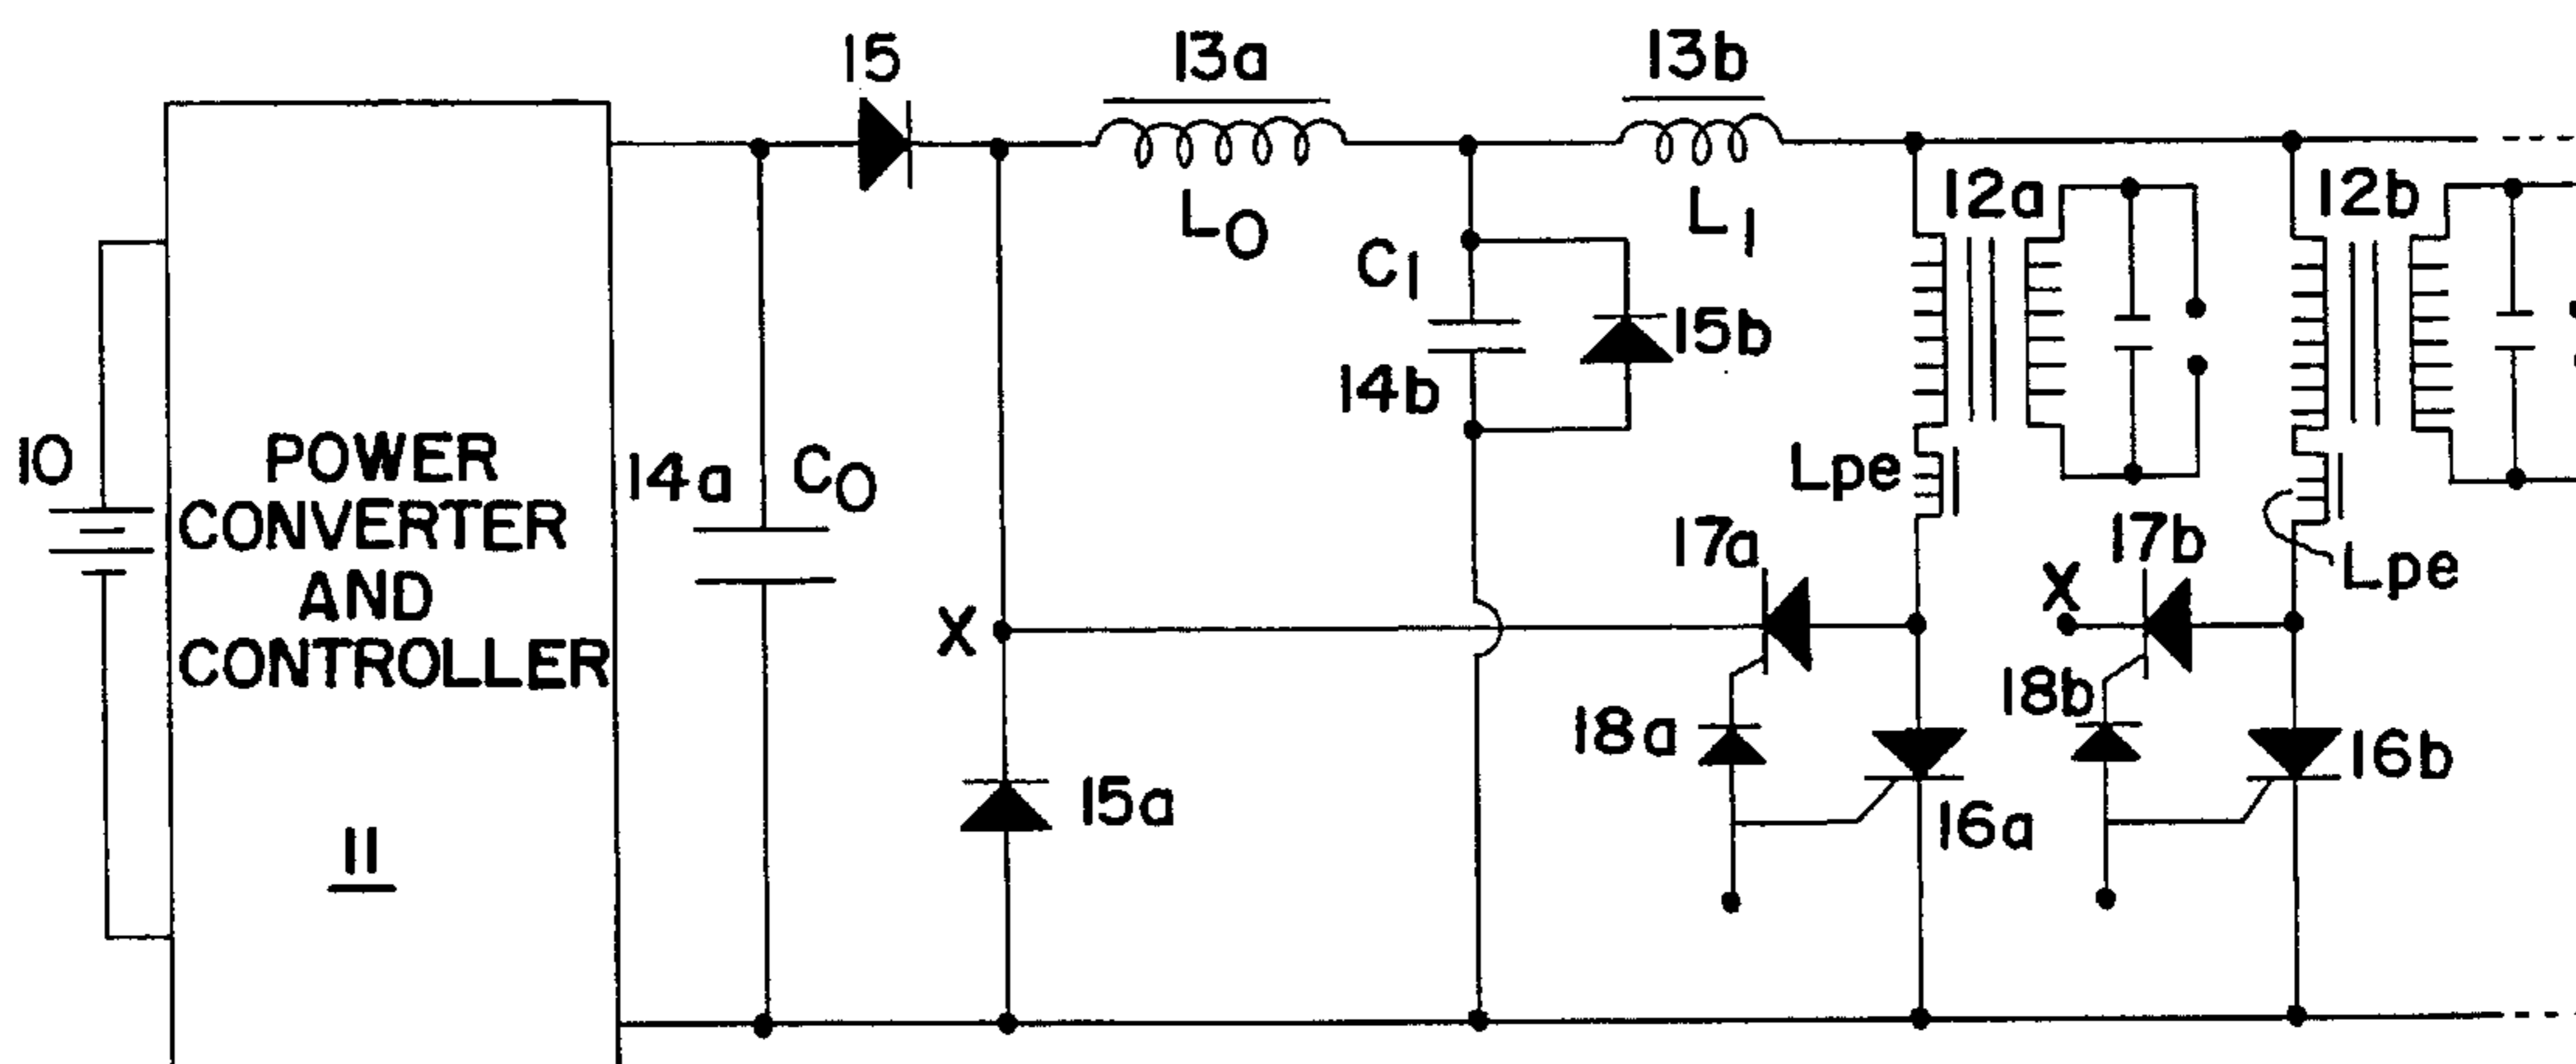 15
13a
13b
L0
L1
12a
12b
C1
15b
14b
10
POWER
CONVERTER
AND
CONTROLLER
11
14a
C0
Lpe
Lpe
17a
17b
X
X
18a
18b
15a
16a
16b